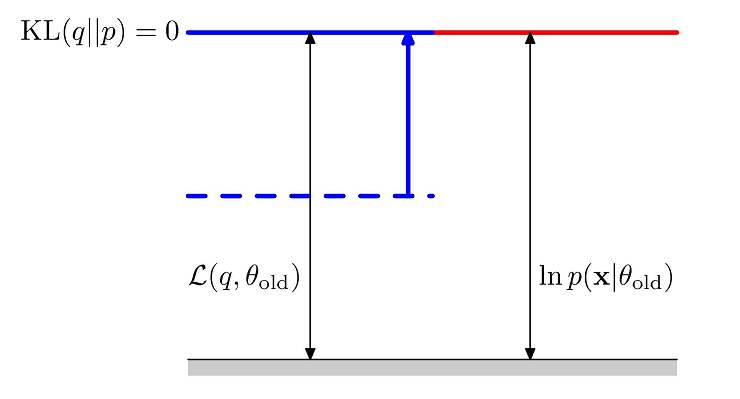 KL(q||p) = 0
ℒ(q, θ_old)
ln p(𝐱|θ_old)